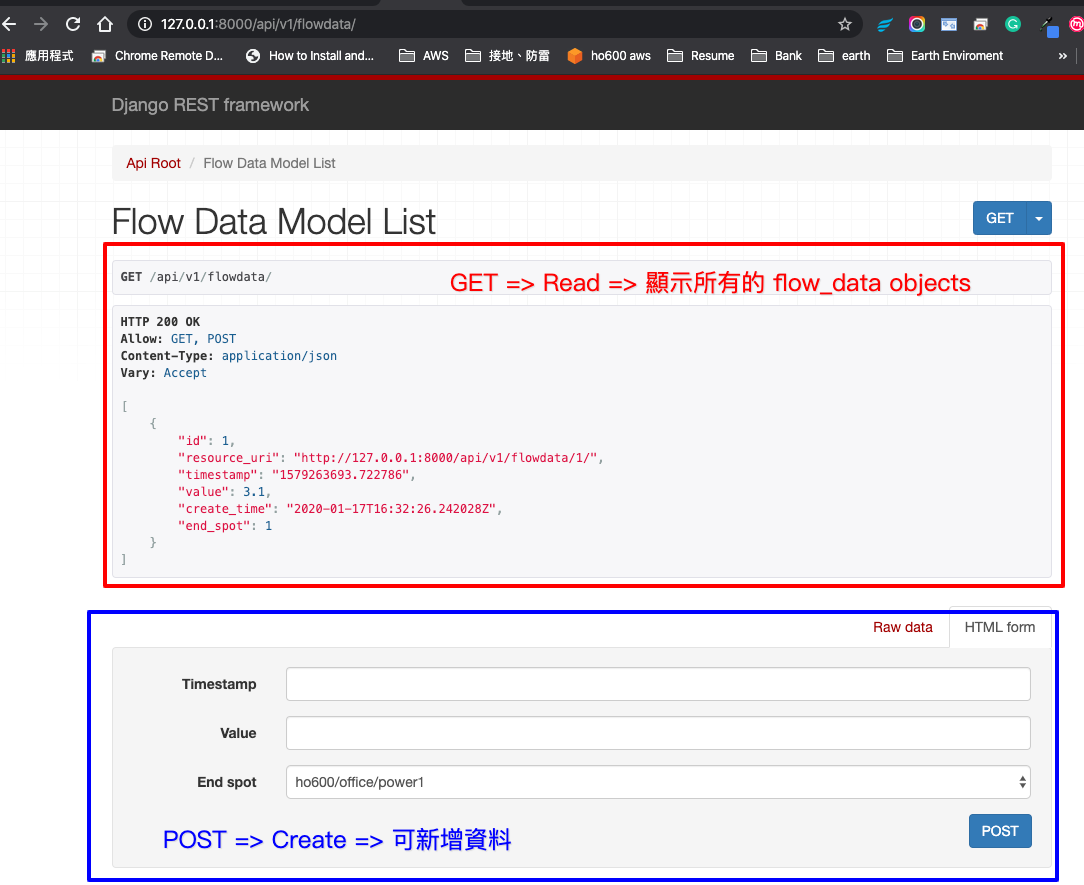 127.0.0.1:8000/api/v1/flowdata/
應用程式 Chrome Remote D... How to Install and... AWS 接地、防雷 ho600 aws Resume Bank earth Earth Enviroment »
Django REST framework
Api Root / Flow Data Model List
Flow Data Model List
GET
GET /api/v1/flowdata/
GET => Read => 顯示所有的 flow_data objects
HTTP 200 OK
Allow: GET, POST
Content-Type: application/json
Vary: Accept
[
{
"id": 1,
"resource_uri": "http://127.0.0.1:8000/api/v1/flowdata/1/",
"timestamp": "1579263693.722786",
"value": 3.1,
"create_time": "2020-01-17T16:32:26.242028Z",
"end_spot": 1
}
]
Raw data HTML form
Timestamp
Value
End spot ho600/office/power1
POST => Create => 可新增資料
POST